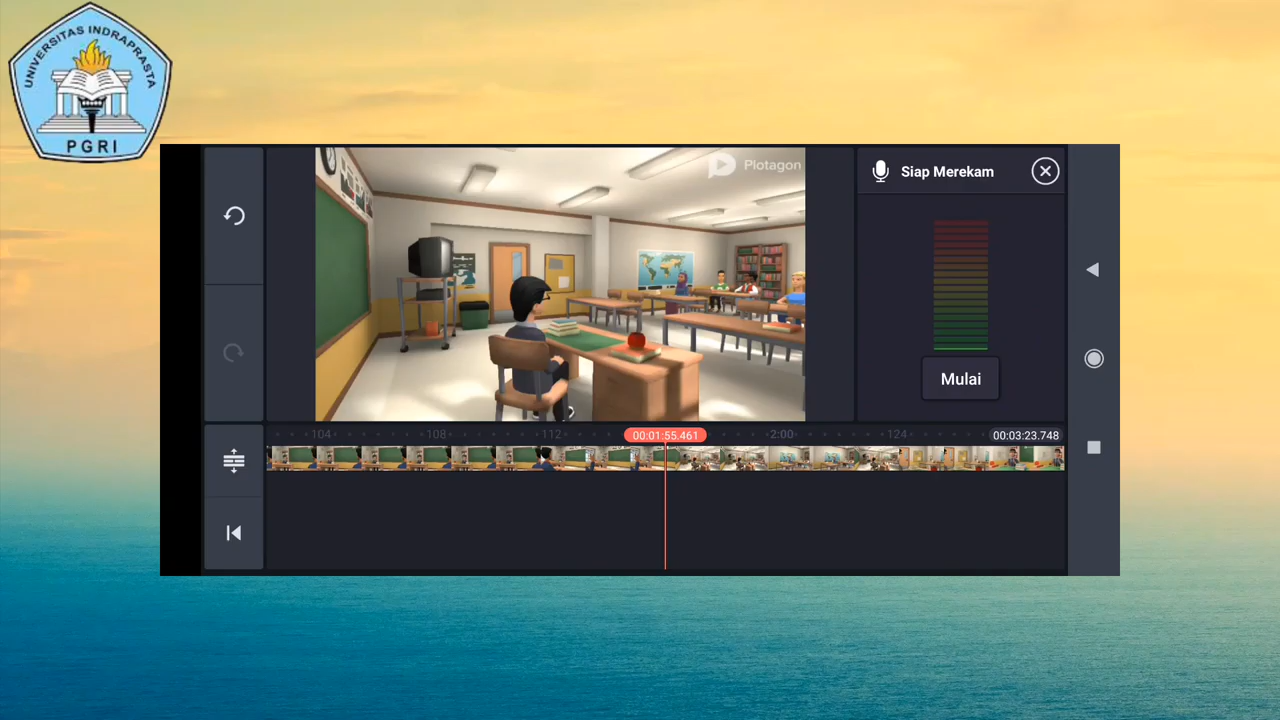 UNIVERSITAS INDRAPRASTA
PGRI
Plotagon
Siap Merekam
Mulai
104
108
112
00:01:55.461
2:00
124
00:03:23.748